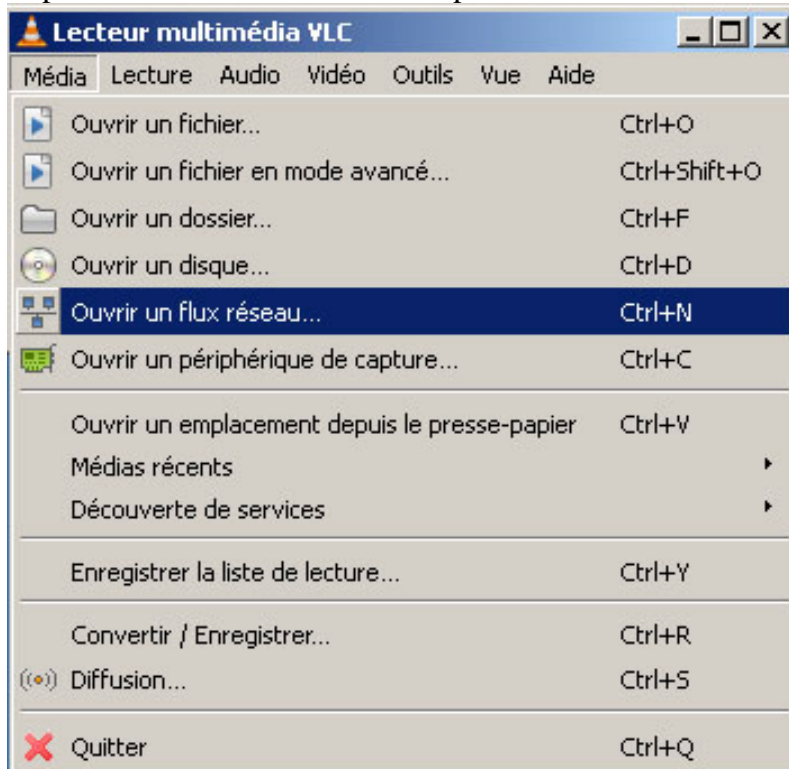 Lecteur multimédia VLC
Média Lecture Audio Vidéo Outils Vue Aide
Ouvrir un fichier... Ctrl+O
Ouvrir un fichier en mode avancé... Ctrl+Shift+O
Ouvrir un dossier... Ctrl+F
Ouvrir un disque... Ctrl+D
Ouvrir un flux réseau... Ctrl+N
Ouvrir un périphérique de capture... Ctrl+C
Ouvrir un emplacement depuis le presse-papier Ctrl+V
Médias récents
Découverte de services
Enregistrer la liste de lecture... Ctrl+Y
Convertir / Enregistrer... Ctrl+R
Diffusion... Ctrl+S
Quitter Ctrl+Q